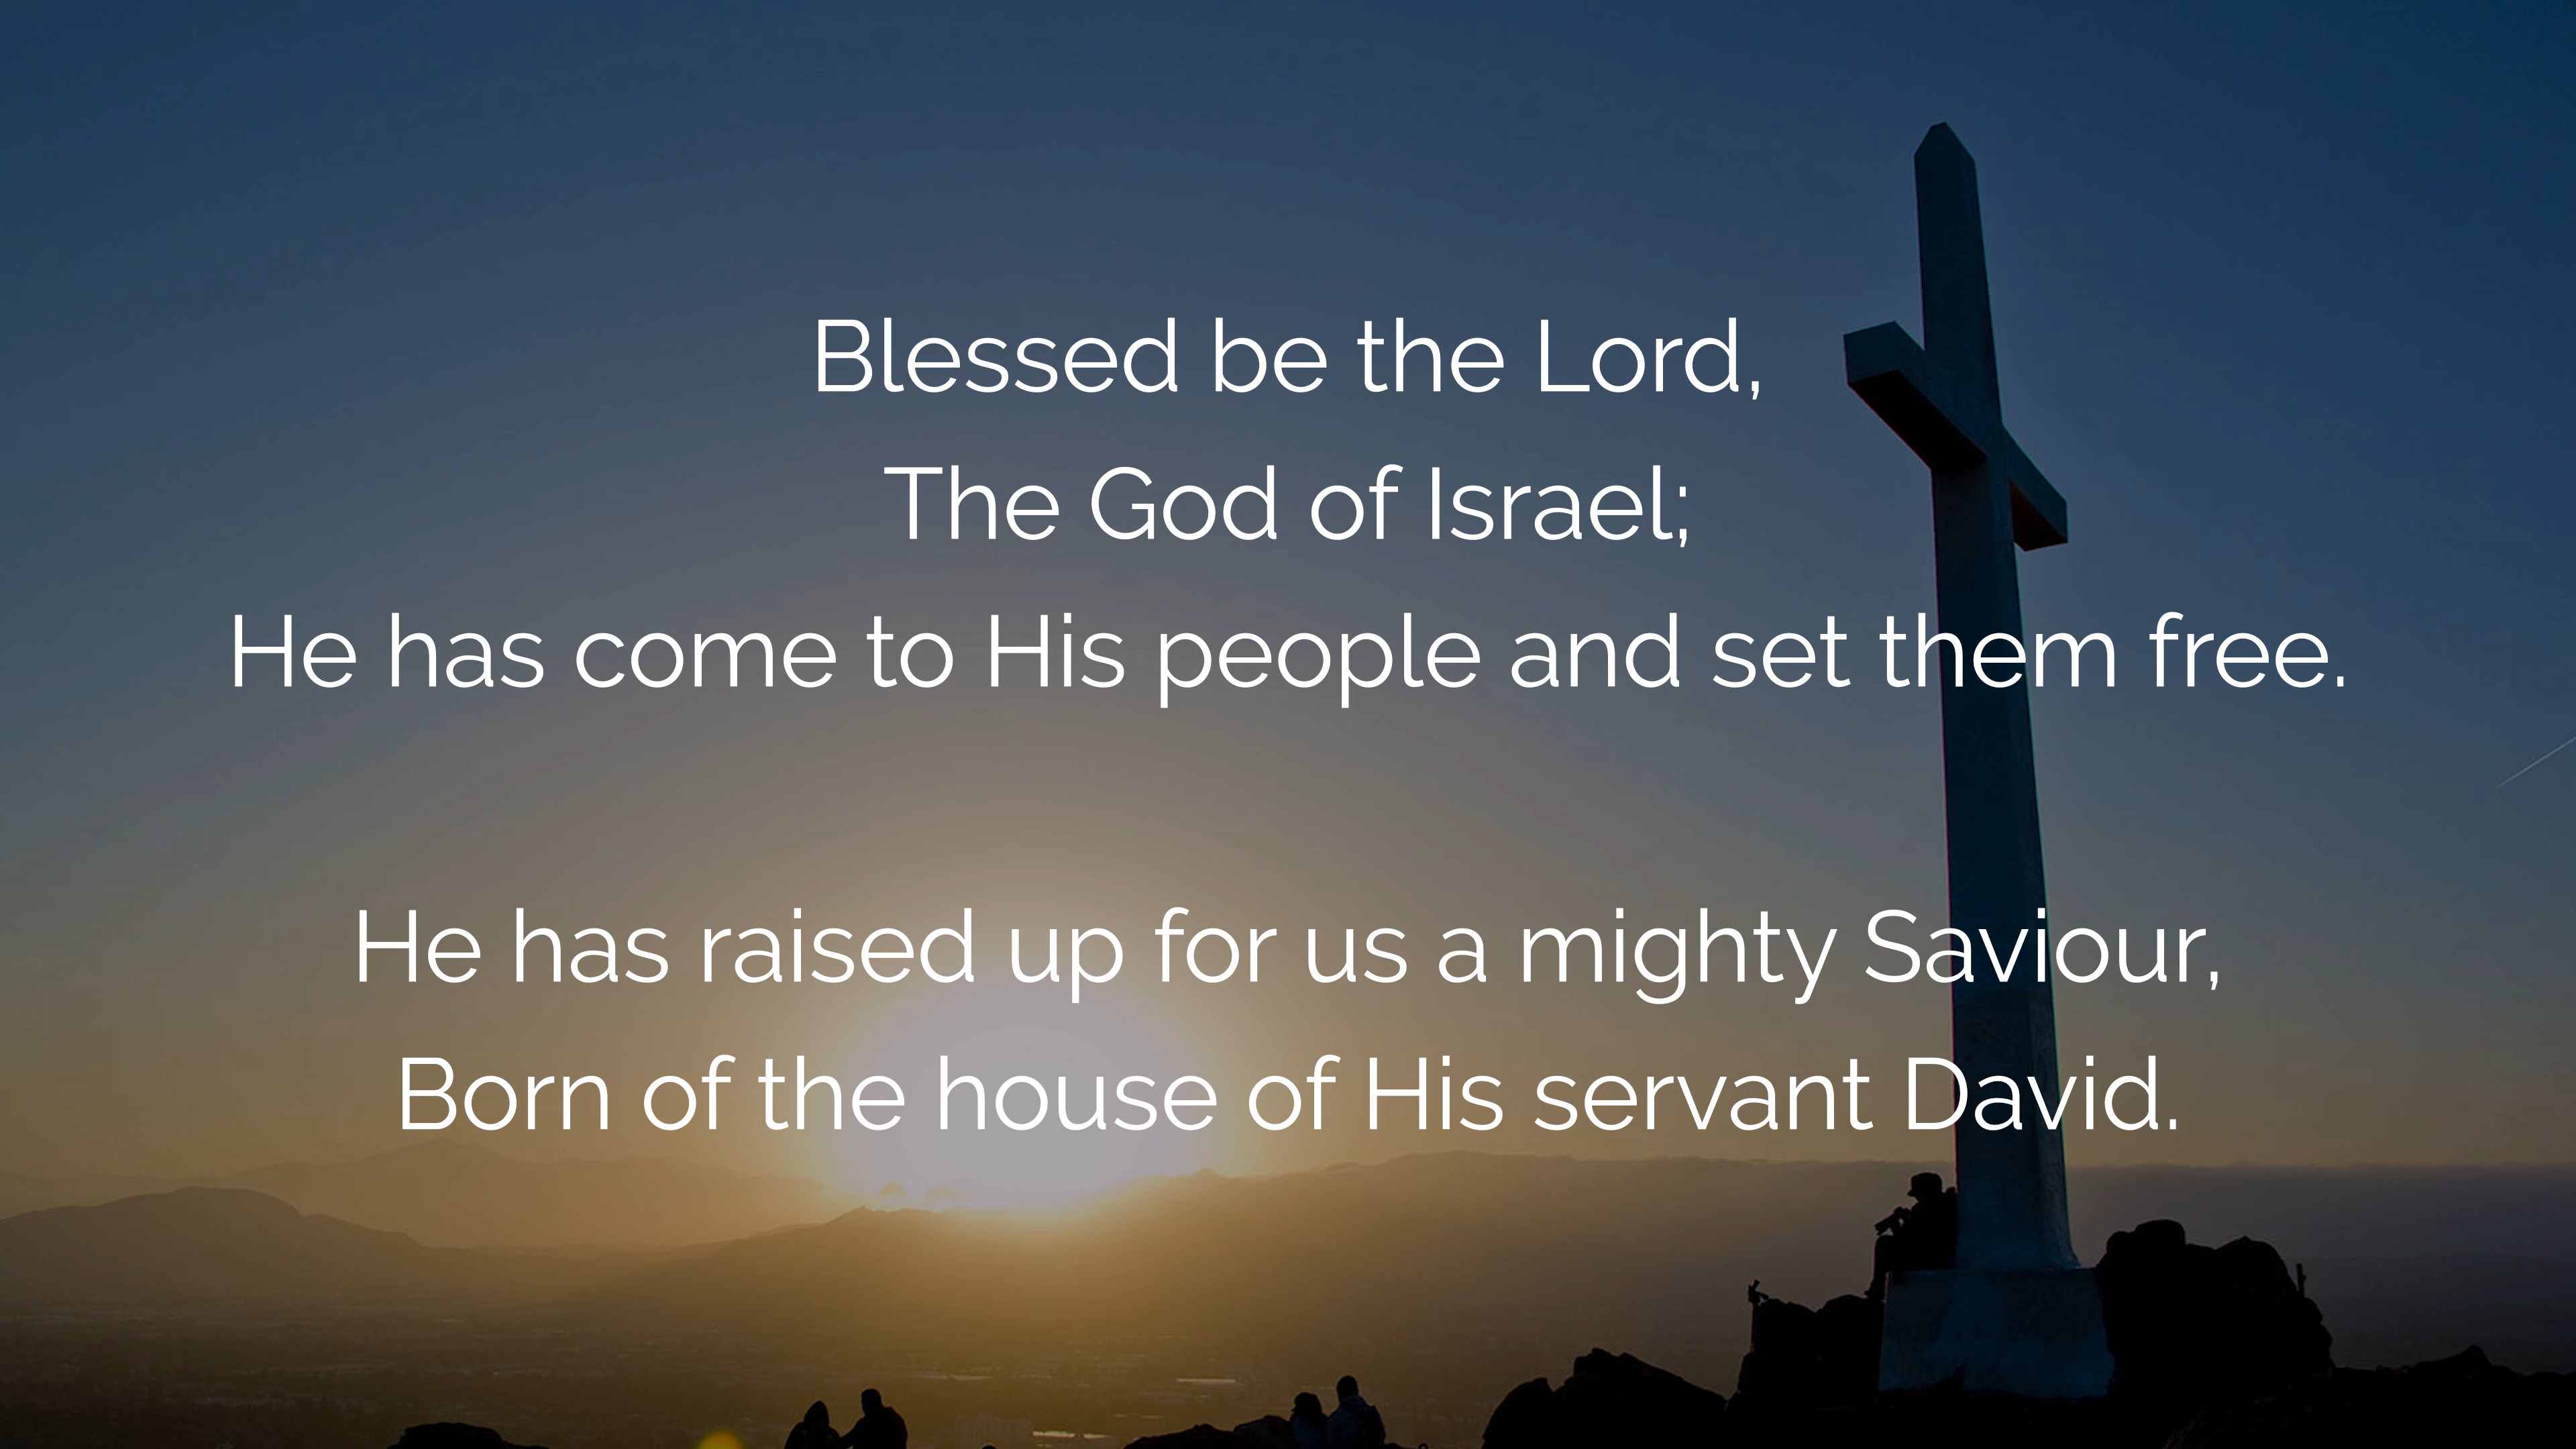 Blessed be the Lord,
The God of Israel;
He has come to His people and set them free.
He has raised up for us a mighty Saviour,
Born of the house of His servant David.